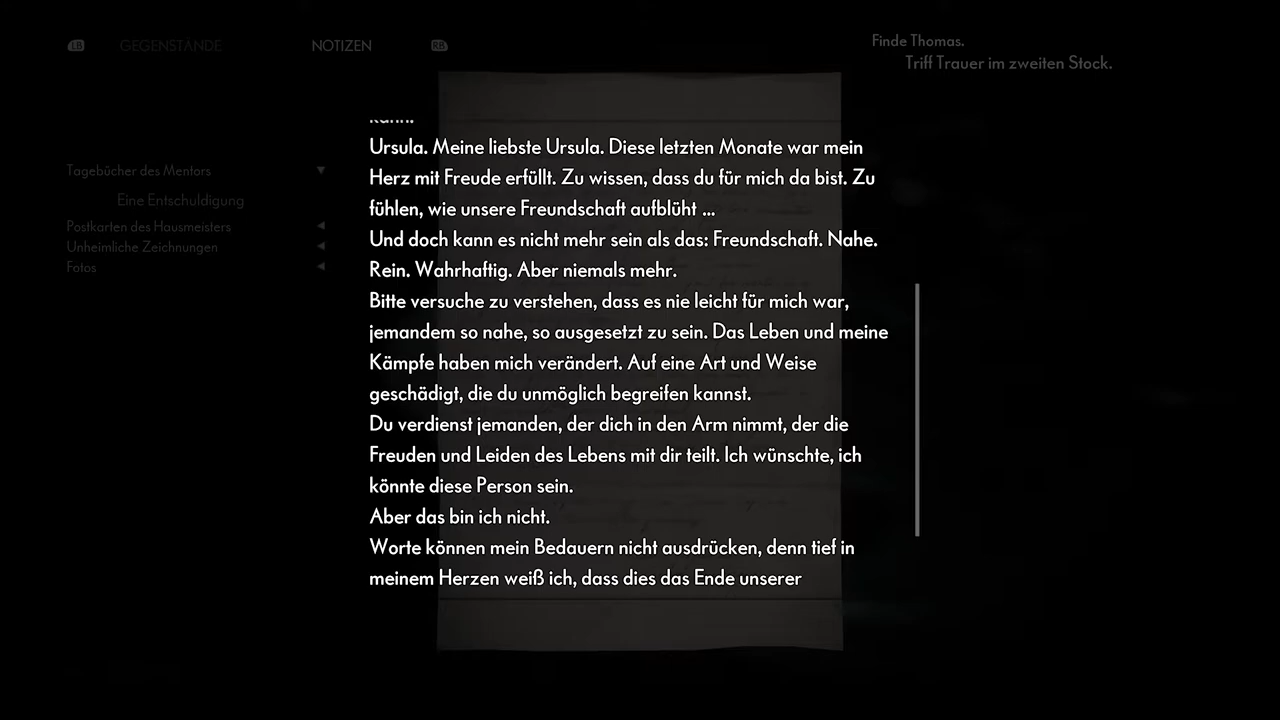 LB GEGENSTÄNDE NOTIZEN RB
Finde Thomas.
Triff Trauer im zweiten Stock.
Tagebücher des Mentors
Eine Entschuldigung
Postkarten des Hausmeisters
Unheimliche Zeichnungen
Fotos
kann.
Ursula. Meine liebste Ursula. Diese letzten Monate war mein
Herz mit Freude erfüllt. Zu wissen, dass du für mich da bist. Zu
fühlen, wie unsere Freundschaft aufblüht ...
Und doch kann es nicht mehr sein als das: Freundschaft. Nahe.
Rein. Wahrhaftig. Aber niemals mehr.
Bitte versuche zu verstehen, dass es nie leicht für mich war,
jemandem so nahe, so ausgesetzt zu sein. Das Leben und meine
Kämpfe haben mich verändert. Auf eine Art und Weise
geschädigt, die du unmöglich begreifen kannst.
Du verdienst jemanden, der dich in den Arm nimmt, der die
Freuden und Leiden des Lebens mit dir teilt. Ich wünschte, ich
könnte diese Person sein.
Aber das bin ich nicht.
Worte können mein Bedauern nicht ausdrücken, denn tief in
meinem Herzen weiß ich, dass dies das Ende unserer